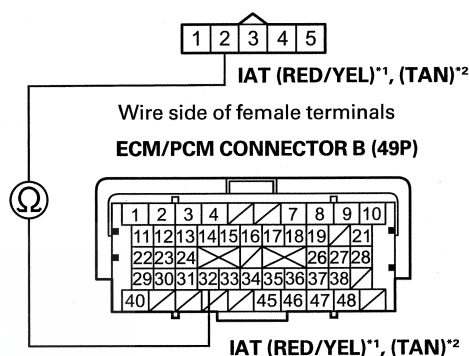 1 2 3 4 5
IAT (RED/YEL)*1, (TAN)*2
Wire side of female terminals
ECM/PCM CONNECTOR B (49P)
Ω
1 2 3 4 7 8 9 10
11 12 13 14 15 16 17 18 19 21
22 23 24 26 27 28
29 30 31 32 33 34 35 36 37 38
40 45 46 47 48
IAT (RED/YEL)*1, (TAN)*2